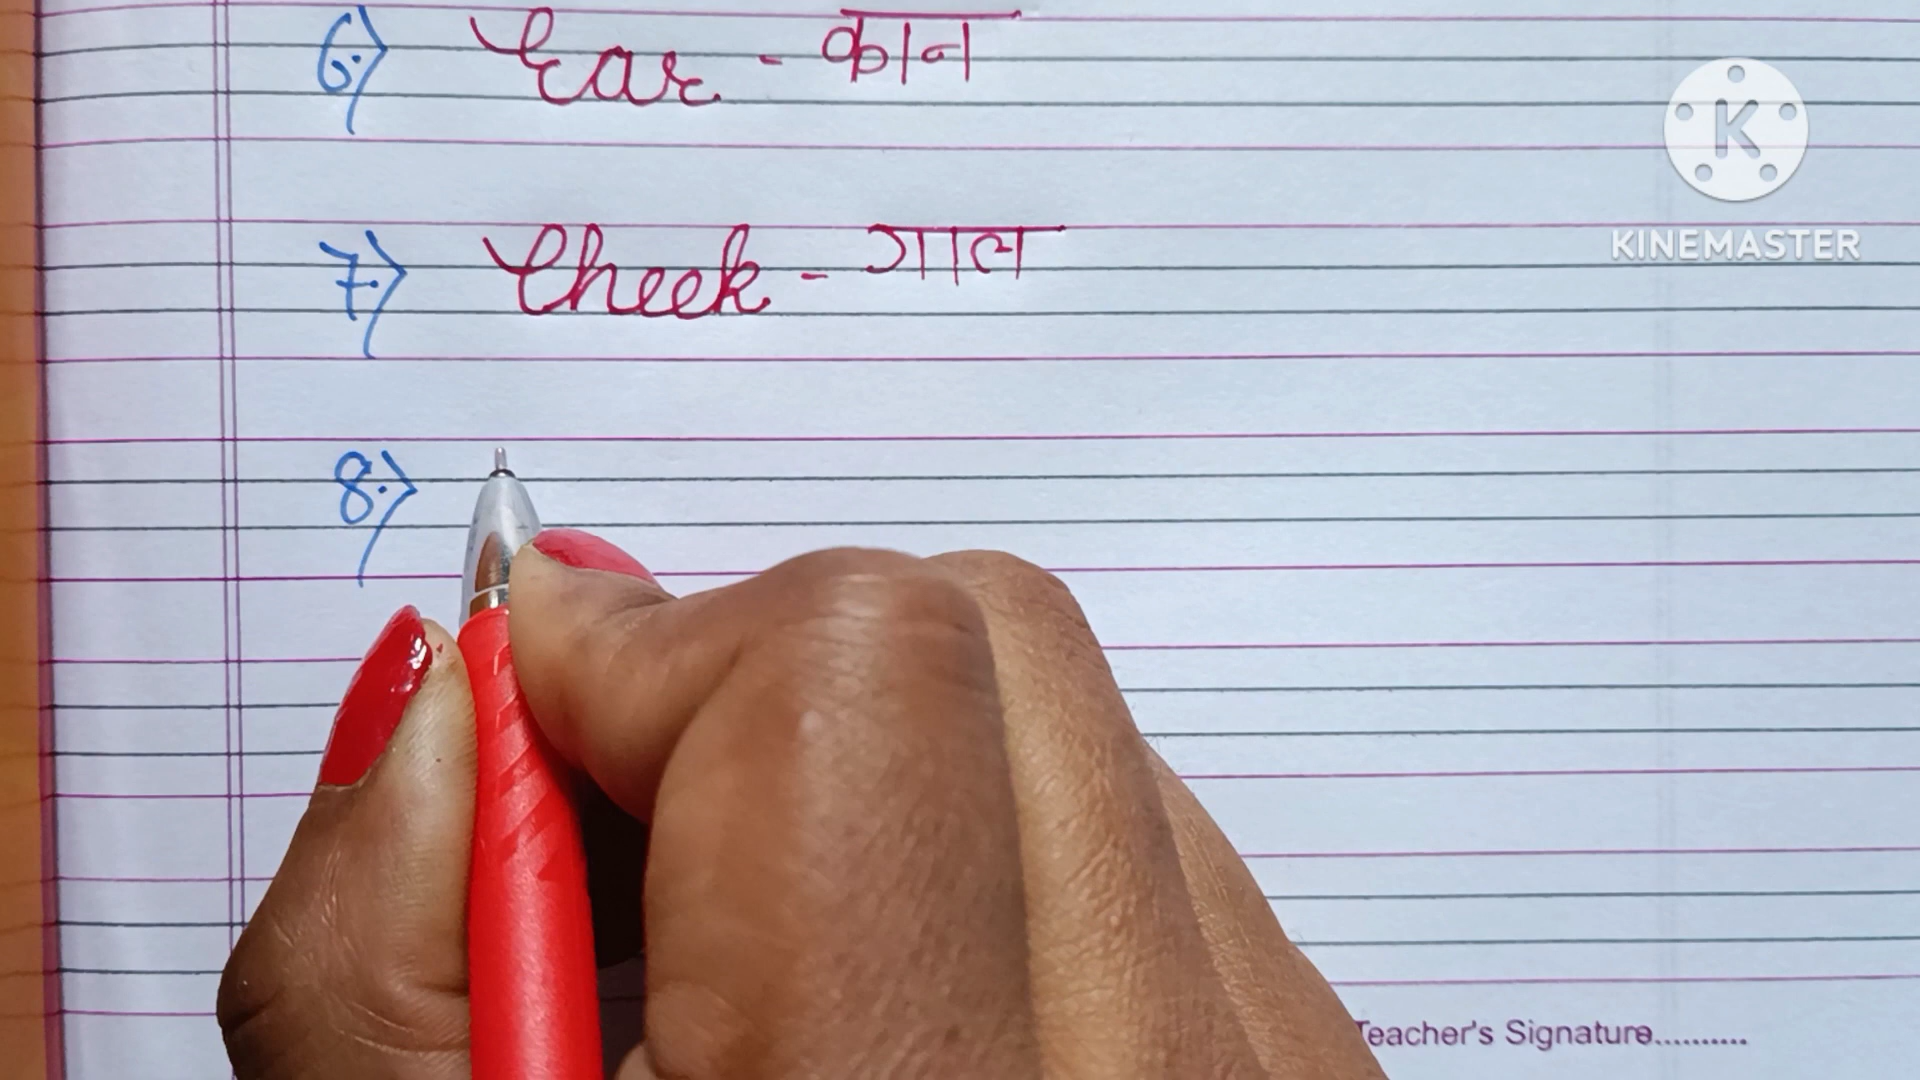 6.) Ear - कान
7.) Cheek - गाल
8.)
K
KINEMASTER
Teacher's Signature..........